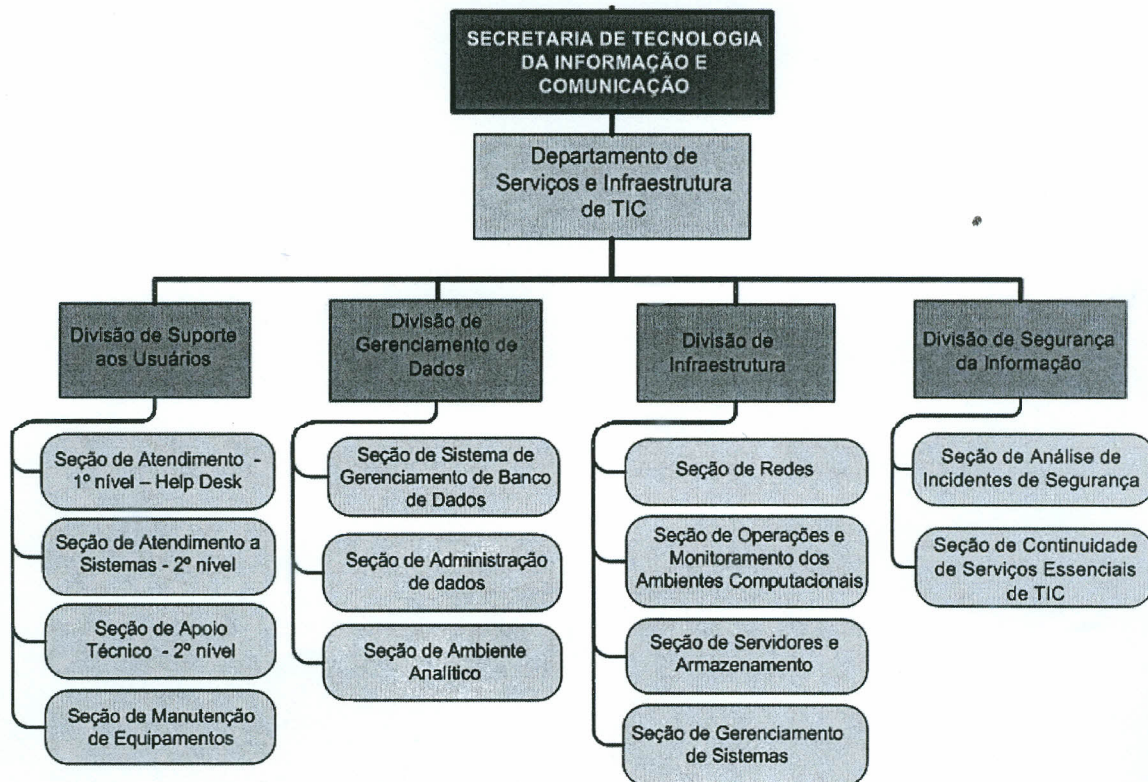 SECRETARIA DE TECNOLOGIA
DA INFORMAÇÃO E
COMUNICAÇÃO
Departamento de
Serviços e Infraestrutura
de TIC
Divisão de Suporte
aos Usuários
Seção de Atendimento -
1º nível – Help Desk
Seção de Atendimento a
Sistemas - 2º nível
Seção de Apoio
Técnico - 2º nível
Seção de Manutenção
de Equipamentos
Divisão de
Gerenciamento de
Dados
Seção de Sistema de
Gerenciamento de Banco
de Dados
Seção de Administração
de dados
Seção de Ambiente
Analítico
Divisão de
Infraestrutura
Seção de Redes
Seção de Operações e
Monitoramento dos
Ambientes Computacionais
Seção de Servidores e
Armazenamento
Seção de Gerenciamento
de Sistemas
Divisão de Segurança
da Informação
Seção de Análise de
Incidentes de Segurança
Seção de Continuidade
de Serviços Essenciais
de TIC